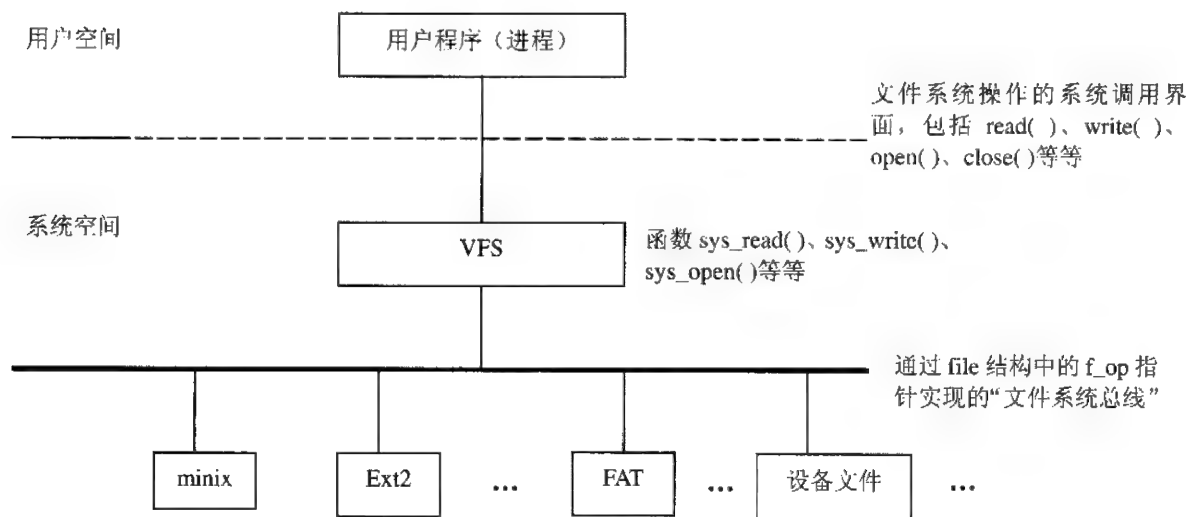 用户空间
用户程序（进程）
文件系统操作的系统调用界
面，包括 read( )、write( )、
open()、close( )等等
系统空间
VFS
函数 sys_read( )、sys_write( )、
sys_open( )等等
通过 file 结构中的 f_op 指
针实现的“文件系统总线”
minix
Ext2
...
FAT
...
设备文件
...